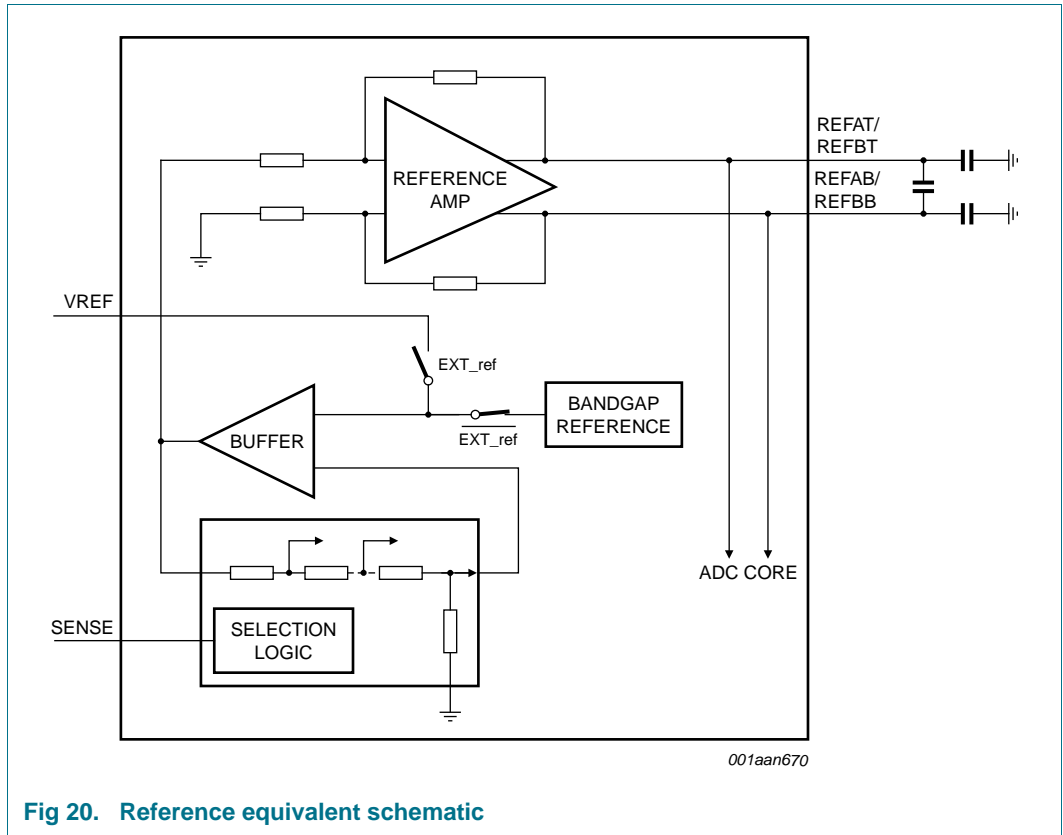 REFAT/
REFBT
REFERENCE
AMP
REFAB/
REFBB
VREF
EXT_ref
BANDGAP
REFERENCE
BUFFER
EXT_ref
ADC CORE
SENSE
SELECTION
LOGIC
001aan670
Fig 20. Reference equivalent schematic